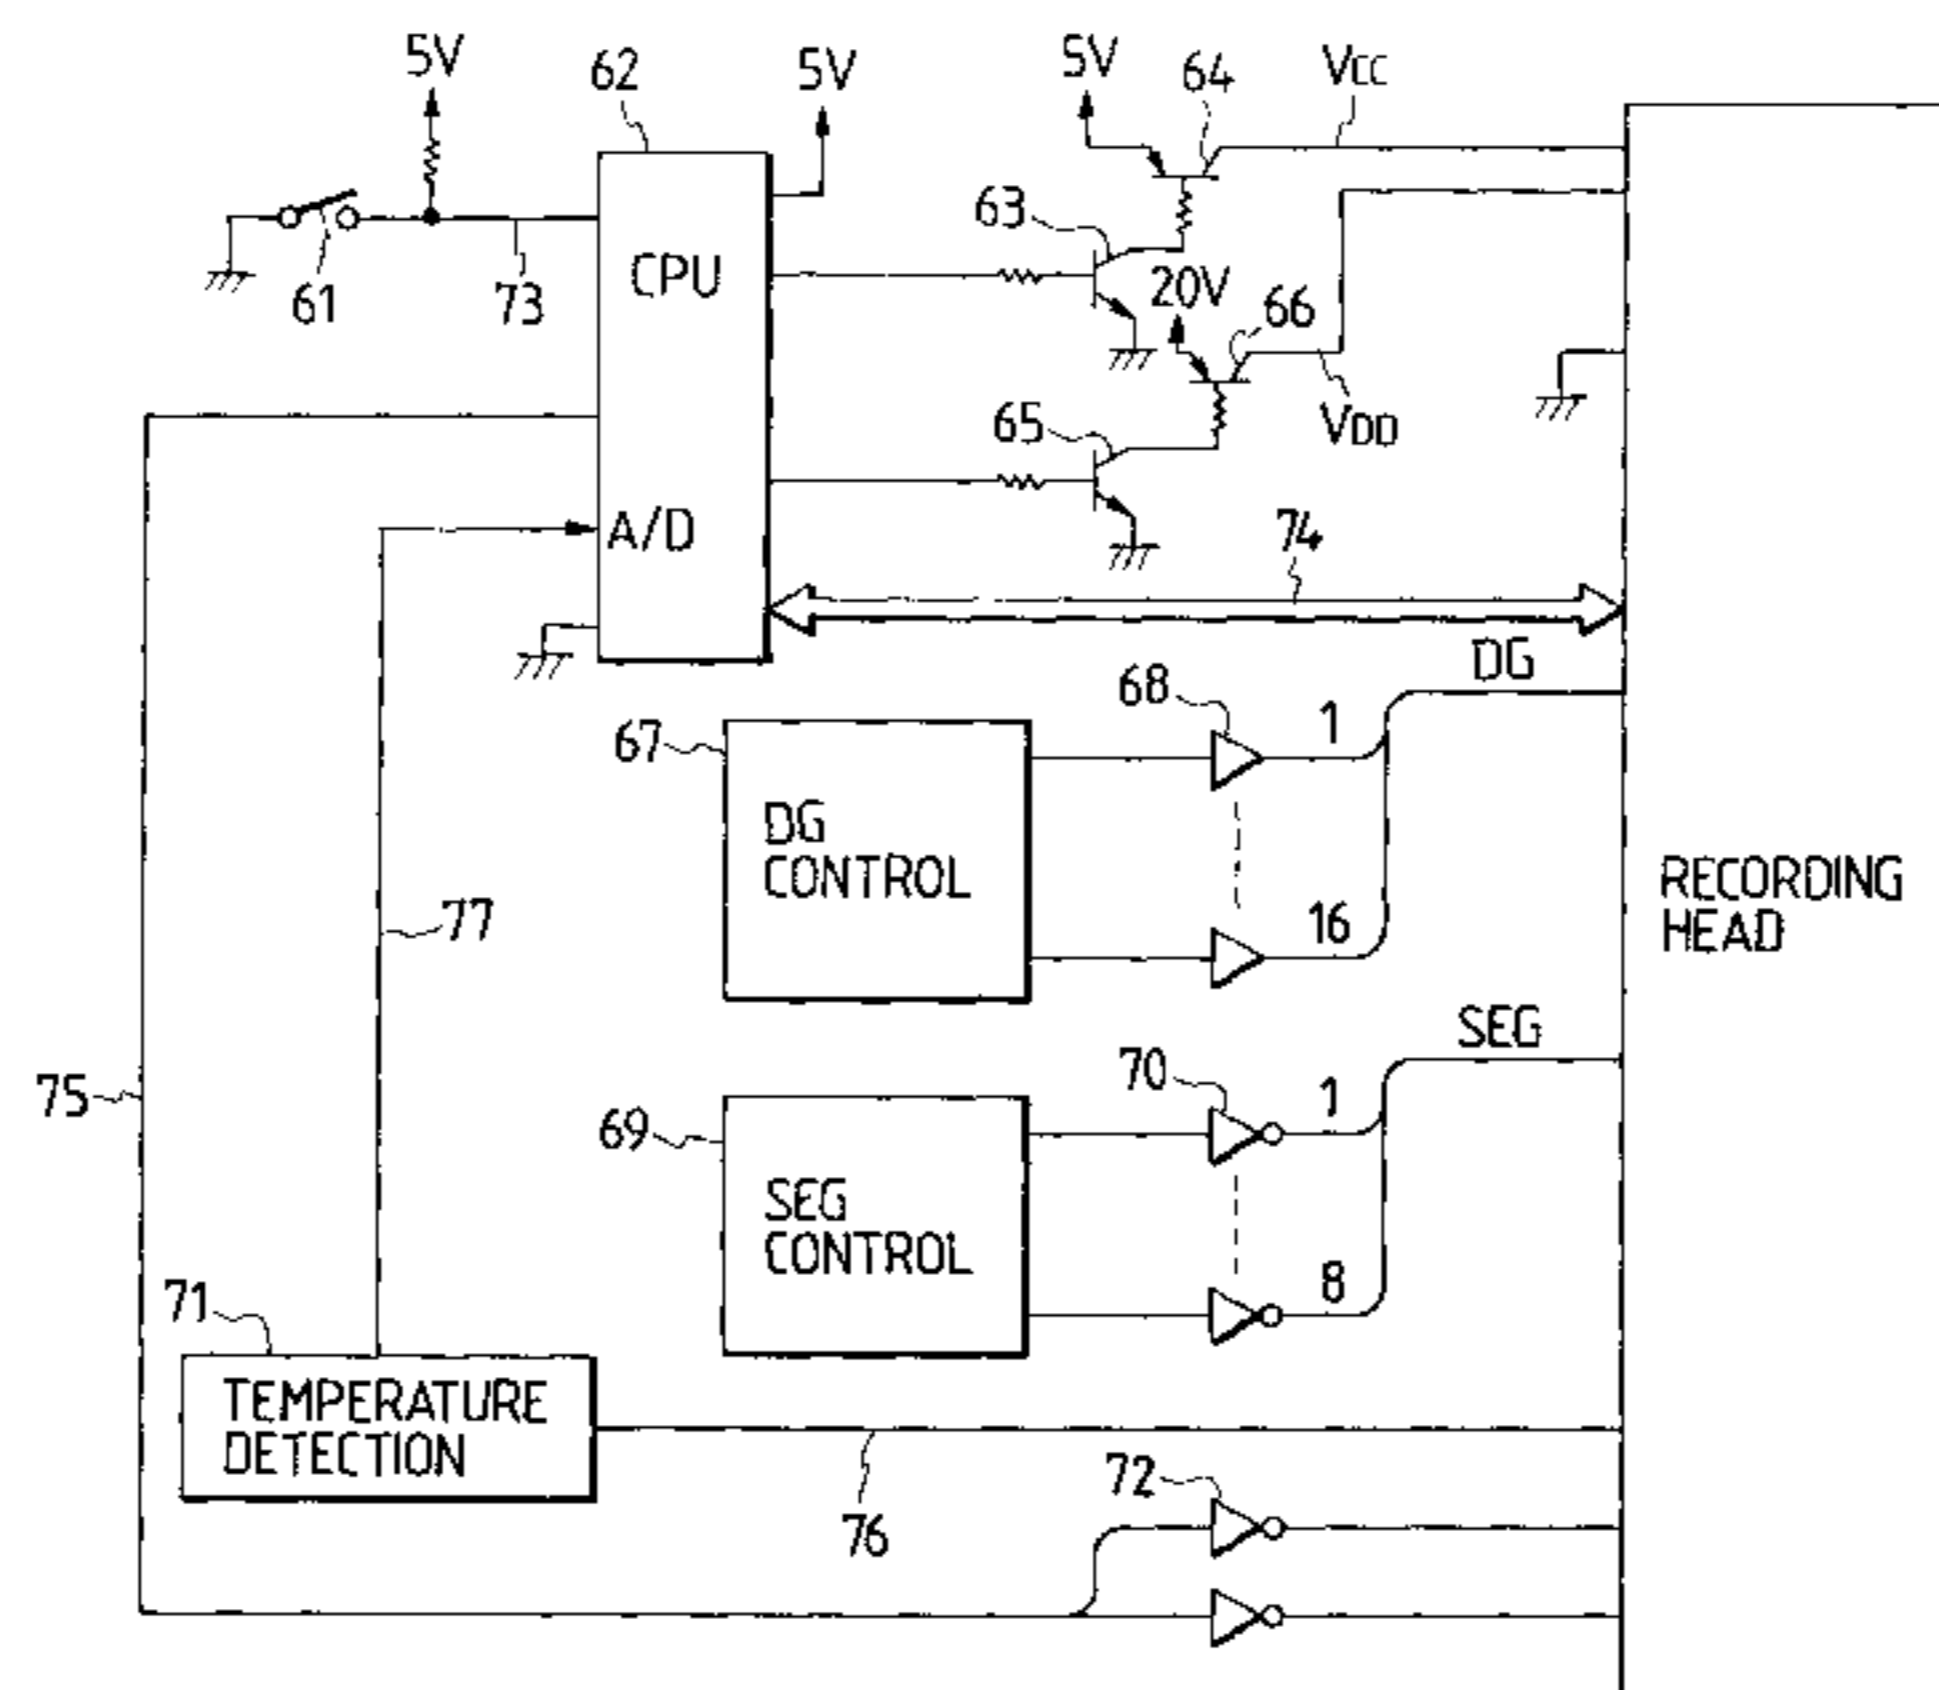 5V
62
5V
5V
64
VCC
63
CPU
20V
66
61
73
65
VDD
A/D
74
DG
68
1
67
DG
CONTROL
77
16
RECORDING
HEAD
SEG
70
1
75
69
SEG
CONTROL
8
71
TEMPERATURE
DETECTION
72
76